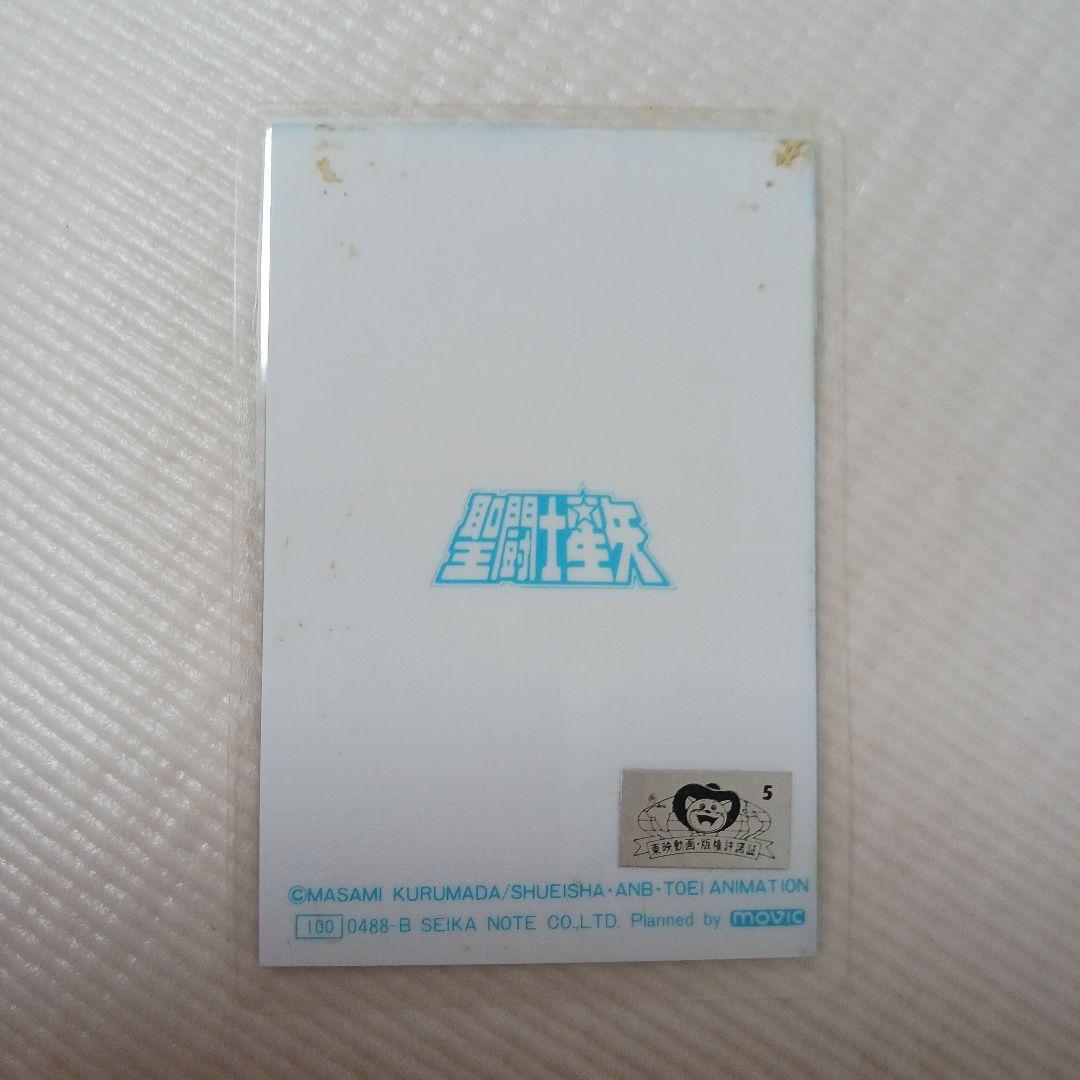 聖闘士星矢
5
東映動画・版権許諾証
©MASAMI KURUMADA/SHUEISHA・ANB・TOEI ANIMATION
100 0488-B SEIKA NOTE CO.,LTD. Planned by movic